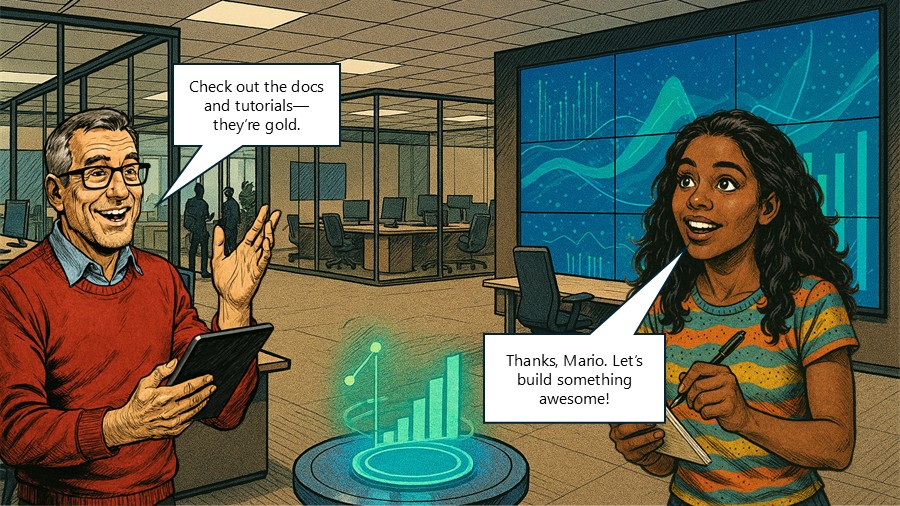 Check out the docs
and tutorials—
they're gold.
Thanks, Mario. Let's
build something
awesome!